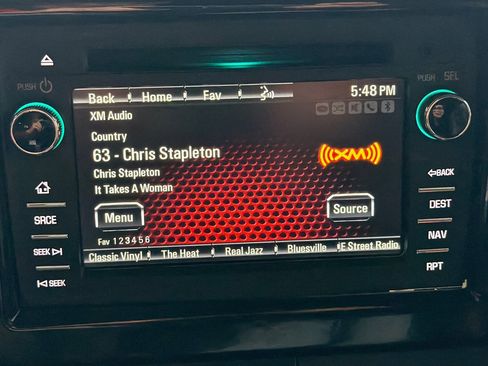 PUSH
PUSH SEL
Back Home Fav
5:48 PM
XM Audio
Country
63 - Chris Stapleton
XM
Chris Stapleton
It Takes A Woman
Menu
Source
Fav 1 2 3 4 5 6
Classic Vinyl The Heat Real Jazz Bluesville E Street Radio
SRCE
SEEK
SEEK
BACK
DEST
NAV
RPT